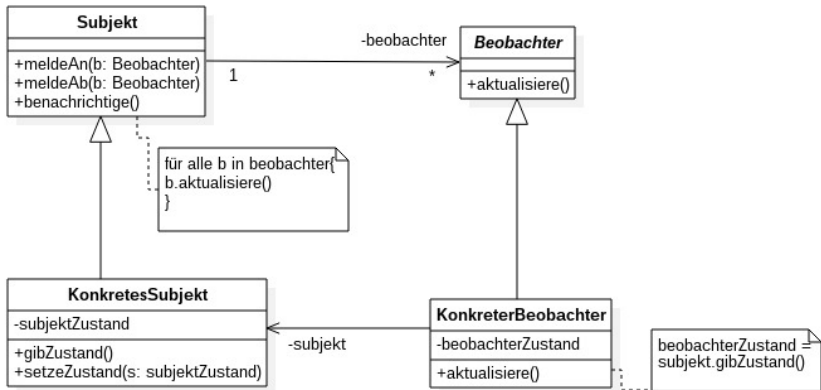 Subjekt
+meldeAn(b: Beobachter)
+meldeAb(b: Beobachter)
+benachrichtige()
-beobachter
1
*
Beobachter
+aktualisiere()
für alle b in beobachter{
b.aktualisiere()
}
KonkretesSubjekt
-subjektZustand
+gibZustand()
+setzeZustand(s: subjektZustand)
-subjekt
KonkreterBeobachter
-beobachterZustand
+aktualisiere()
beobachterZustand =
subjekt.gibZustand()